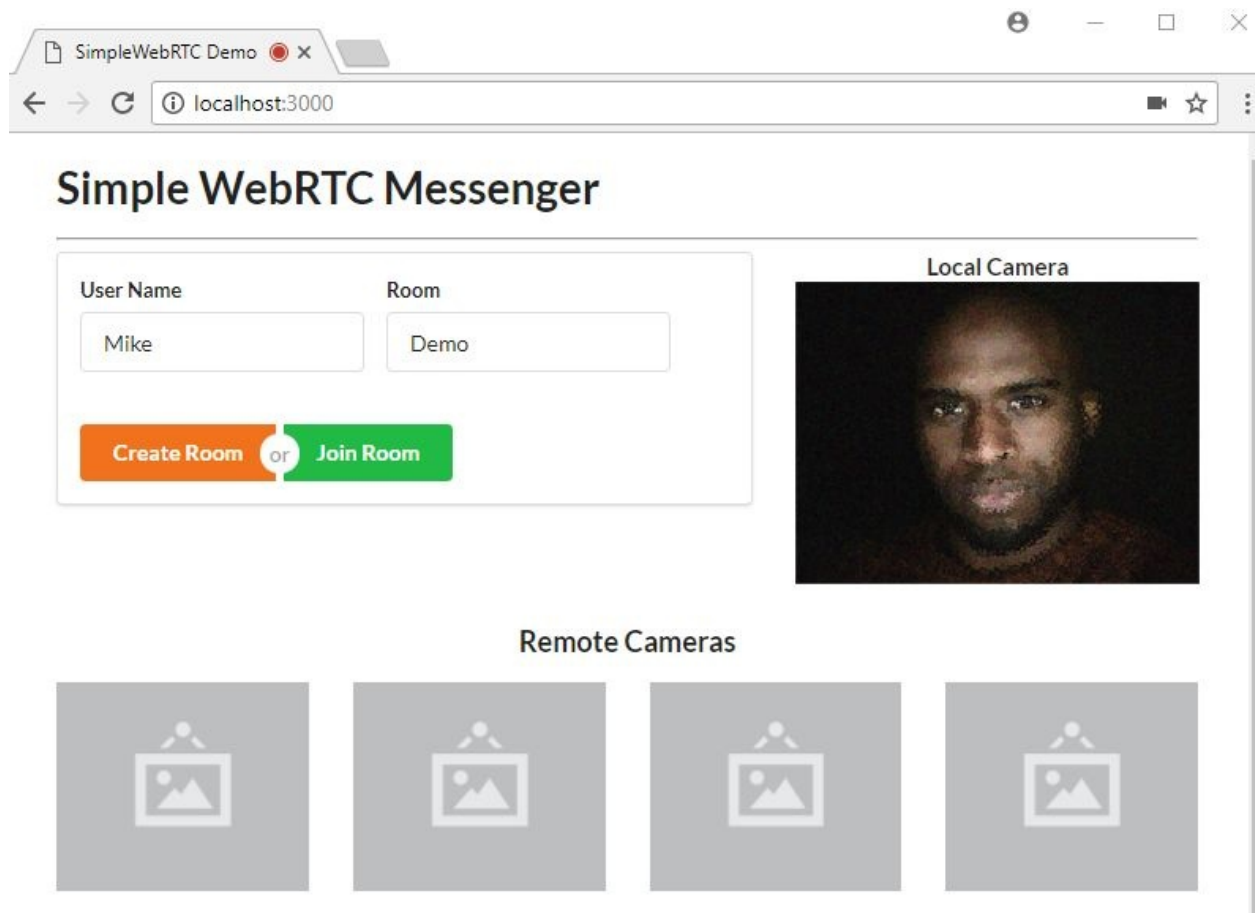 SimpleWebRTC Demo
localhost:3000
Simple WebRTC Messenger
User Name
Room
Mike
Demo
Create Room or Join Room
Local Camera
Remote Cameras